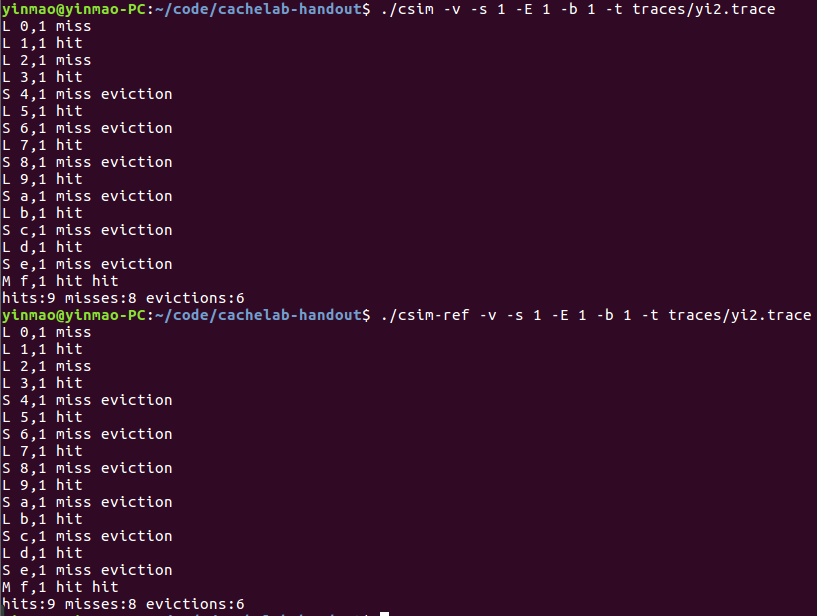 yinmao@yinmao-PC:~/code/cachelab-handout$ ./csim -v -s 1 -E 1 -b 1 -t traces/yi2.trace
L 0,1 miss
L 1,1 hit
L 2,1 miss
L 3,1 hit
S 4,1 miss eviction
L 5,1 hit
S 6,1 miss eviction
L 7,1 hit
S 8,1 miss eviction
L 9,1 hit
S a,1 miss eviction
L b,1 hit
S c,1 miss eviction
L d,1 hit
S e,1 miss eviction
M f,1 hit hit
hits:9 misses:8 evictions:6
yinmao@yinmao-PC:~/code/cachelab-handout$ ./csim-ref -v -s 1 -E 1 -b 1 -t traces/yi2.trace
L 0,1 miss
L 1,1 hit
L 2,1 miss
L 3,1 hit
S 4,1 miss eviction
L 5,1 hit
S 6,1 miss eviction
L 7,1 hit
S 8,1 miss eviction
L 9,1 hit
S a,1 miss eviction
L b,1 hit
S c,1 miss eviction
L d,1 hit
S e,1 miss eviction
M f,1 hit hit
hits:9 misses:8 evictions:6